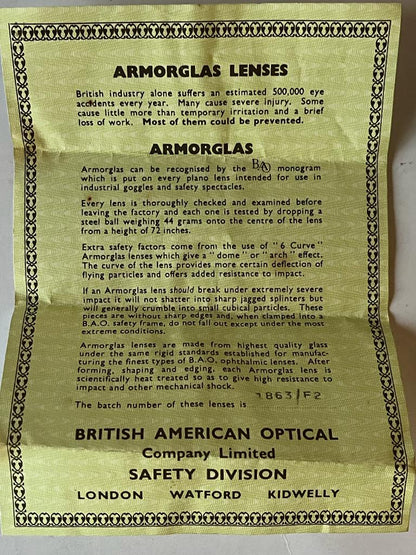 ARMORGLAS LENSES
British industry alone suffers an estimated 500,000 eye
accidents every year. Many cause severe injury. Some
cause little more than temporary irritation and a brief
loss of work. Most of them could be prevented.
ARMORGLAS
Armorglas can be recognised by the BAO monogram
which is put on every plano lens intended for use in
industrial goggles and safety spectacles.
Every lens is thoroughly checked and examined before
leaving the factory and each one is tested by dropping a
steel ball weighing 44 grams onto the centre of the lens
from a height of 72 inches.
Extra safety factors come from the use of "6 Curve"
Armorglas lenses which give a "dome" or "arch" effect.
The curve of the lens provides more certain deflection of
flying particles and offers added resistance to impact.
If an Armorglas lens should break under extremely severe
impact it will not shatter into sharp jagged splinters but
will generally crumble into small cubical particles. These
pieces are without sharp edges and, when clamped into a
B.A.O. safety frame, do not fall out except under the most
extreme conditions.
Armorglas lenses are made from highest quality glass
under the same rigid standards established for manufac-
turing the finest types of B.A.O. ophthalmic lenses. After
forming, shaping and edging, each Armorglas lens is
scientifically heat treated so as to give high resistance to
impact and other mechanical shock.
The batch number of these lenses is 1863/F2
BRITISH AMERICAN OPTICAL
Company Limited
SAFETY DIVISION
LONDON WATFORD KIDWELLY